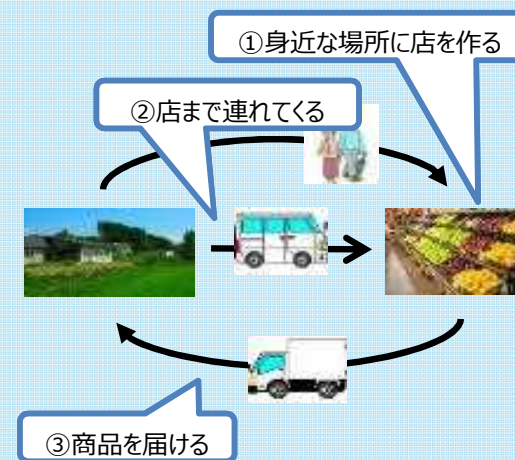 ①身近な場所に店を作る
②店まで連れてくる
③商品を届ける